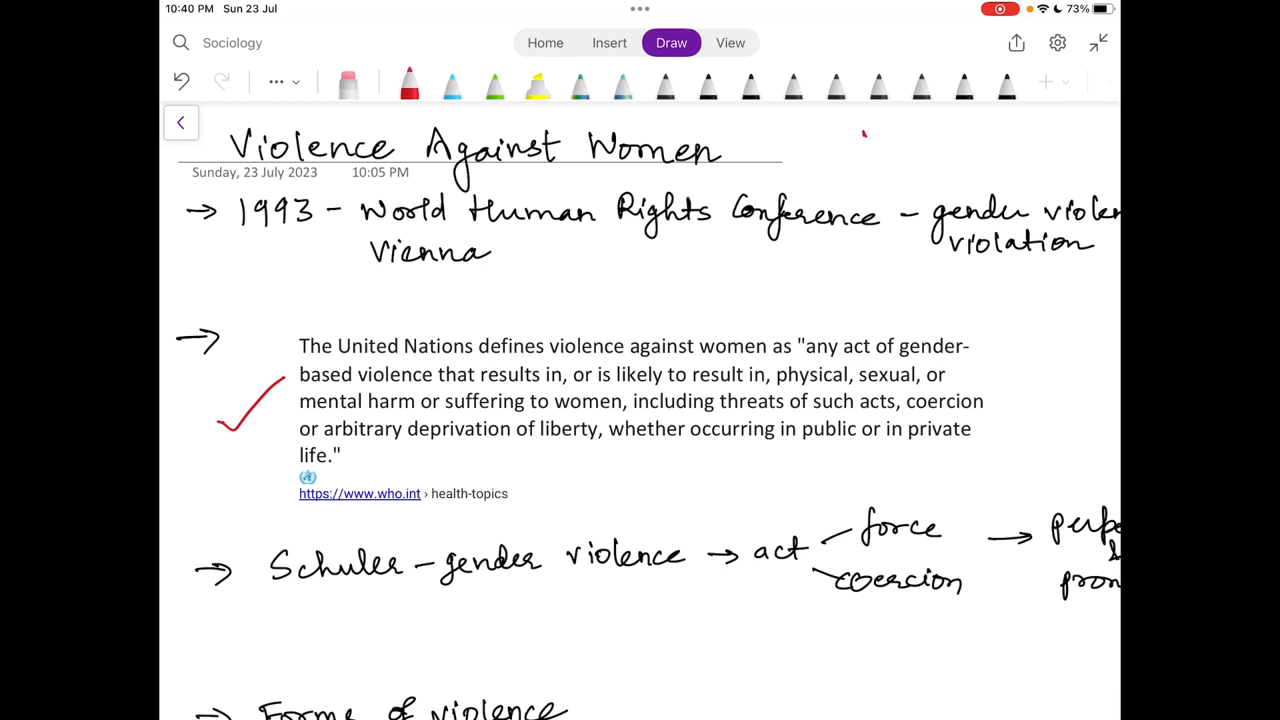 10:40 PM Sun 23 Jul
73%
Sociology
Home Insert Draw View
Violence Against Women
Sunday, 23 July 2023 10:05 PM
→ 1993 - World Human Rights Conference - gender
Vienna violation
→
The United Nations defines violence against women as "any act of gender-
based violence that results in, or is likely to result in, physical, sexual, or
mental harm or suffering to women, including threats of such acts, coercion
or arbitrary deprivation of liberty, whether occurring in public or in private
life."
https://www.who.int › health-topics
→ Schuler - gender violence → act force →
coercion
→ Forms of violence